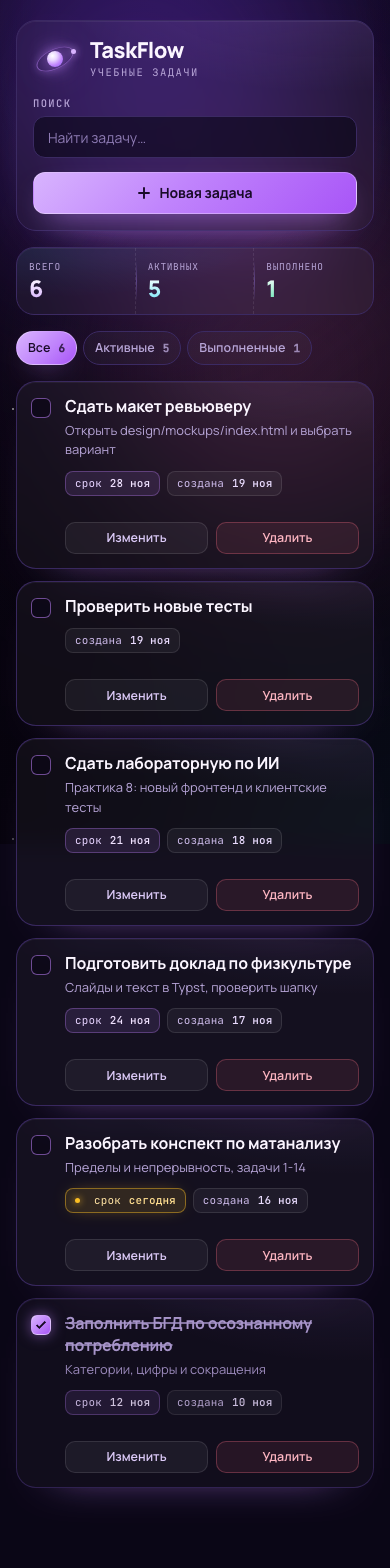 TaskFlow
УЧЕБНЫЕ ЗАДАЧИ
ПОИСК
Найти задачу…
+ Новая задача
ВСЕГО
6
АКТИВНЫХ
5
ВЫПОЛНЕНО
1
Все 6
Активные 5
Выполненные 1
Сдать макет ревьюверу
Открыть design/mockups/index.html и выбрать
вариант
срок 28 ноя
создана 19 ноя
Изменить
Удалить
Проверить новые тесты
создана 19 ноя
Изменить
Удалить
Сдать лабораторную по ИИ
Практика 8: новый фронтенд и клиентские
тесты
срок 21 ноя
создана 18 ноя
Изменить
Удалить
Подготовить доклад по физкультуре
Слайды и текст в Typst, проверить шапку
срок 24 ноя
создана 17 ноя
Изменить
Удалить
Разобрать конспект по матанализу
Пределы и непрерывность, задачи 1-14
срок сегодня
создана 16 ноя
Изменить
Удалить
Заполнить БГД по осознанному
потреблению
Категории, цифры и сокращения
срок 12 ноя
создана 10 ноя
Изменить
Удалить